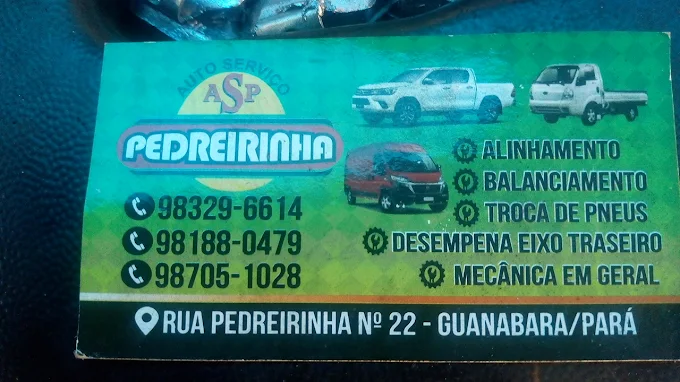 AUTO SERVIÇO
ASP
PEDREIRINHA
98329-6614
98188-0479
98705-1028
ALINHAMENTO
BALANCIAMENTO
TROCA DE PNEUS
DESEMPENA EIXO TRASEIRO
MECÂNICA EM GERAL
RUA PEDREIRINHA Nº 22 - GUANABARA/PARÁ